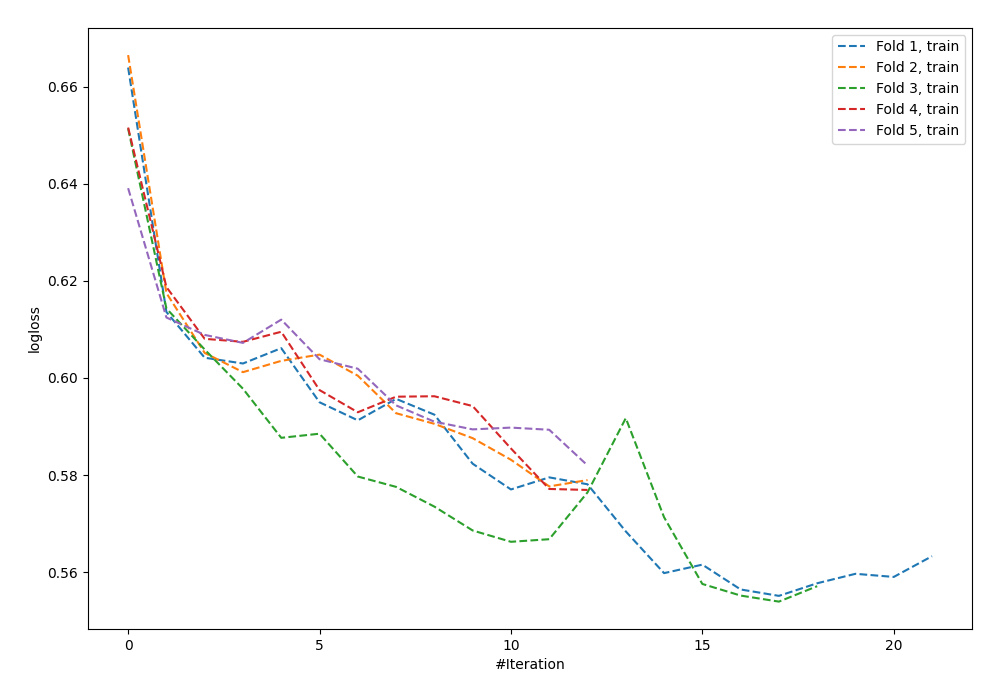 Fold 1, train
Fold 2, train
Fold 3, train
Fold 4, train
Fold 5, train
0.66
0.64
0.62
0.60
0.58
0.56
logloss
0
5
10
15
20
#Iteration